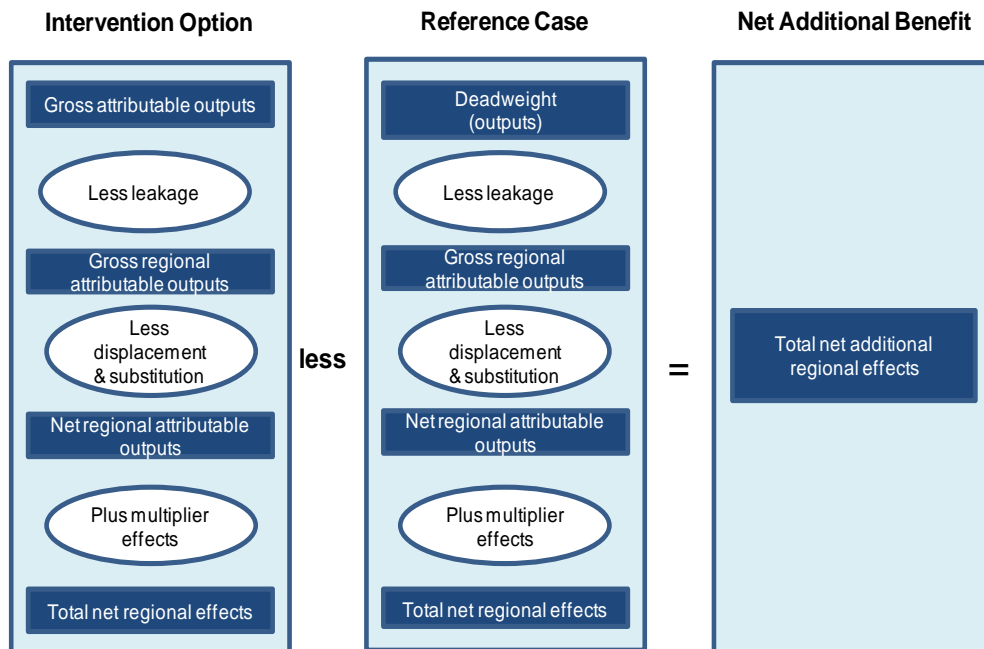 Intervention Option
Gross attributable outputs
Less leakage
Gross regional
attributable outputs
Less
displacement
& substitution
Net regional attributable
outputs
Plus multiplier
effects
Total net regional effects
less
Reference Case
Deadweight
(outputs)
Less leakage
Gross regional
attributable outputs
Less
displacement
& substitution
Net regional attributable
outputs
Plus multiplier
effects
Total net regional effects
=
Net Additional Benefit
Total net additional
regional effects